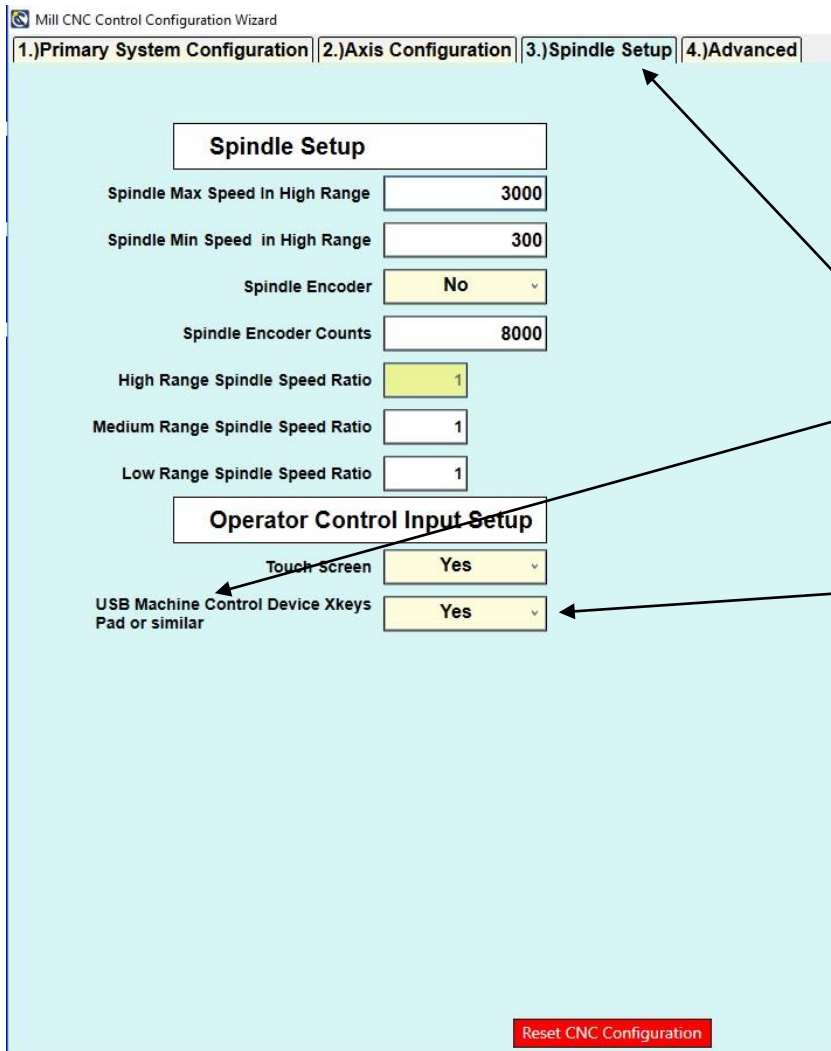 Mill CNC Control Configuration Wizard
1.)Primary System Configuration 2.)Axis Configuration 3.)Spindle Setup 4.)Advanced
Spindle Setup
Spindle Max Speed In High Range 3000
Spindle Min Speed in High Range 300
Spindle Encoder No
Spindle Encoder Counts 8000
High Range Spindle Speed Ratio 1
Medium Range Spindle Speed Ratio 1
Low Range Spindle Speed Ratio 1
Operator Control Input Setup
Touch Screen Yes
USB Machine Control Device Xkeys
Pad or similar Yes
Reset CNC Configuration